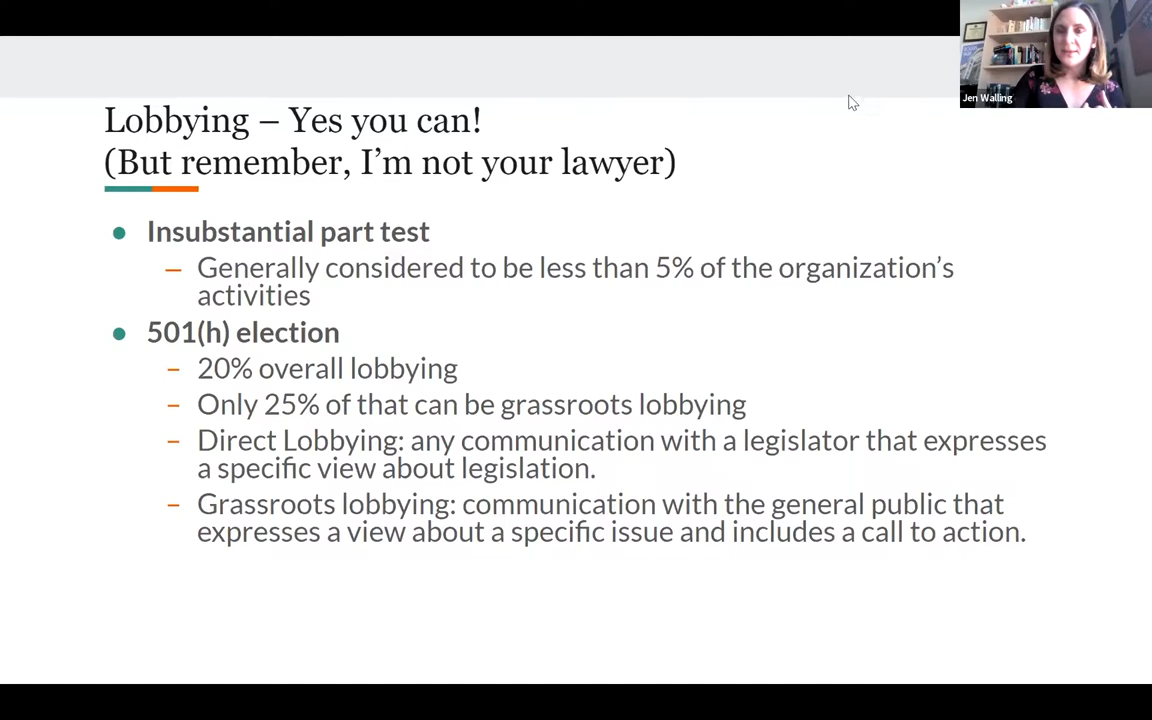 Jen Walling
Lobbying – Yes you can!
(But remember, I'm not your lawyer)
● Insubstantial part test
– Generally considered to be less than 5% of the organization's
activities
● 501(h) election
– 20% overall lobbying
– Only 25% of that can be grassroots lobbying
– Direct Lobbying: any communication with a legislator that expresses
a specific view about legislation.
– Grassroots lobbying: communication with the general public that
expresses a view about a specific issue and includes a call to action.